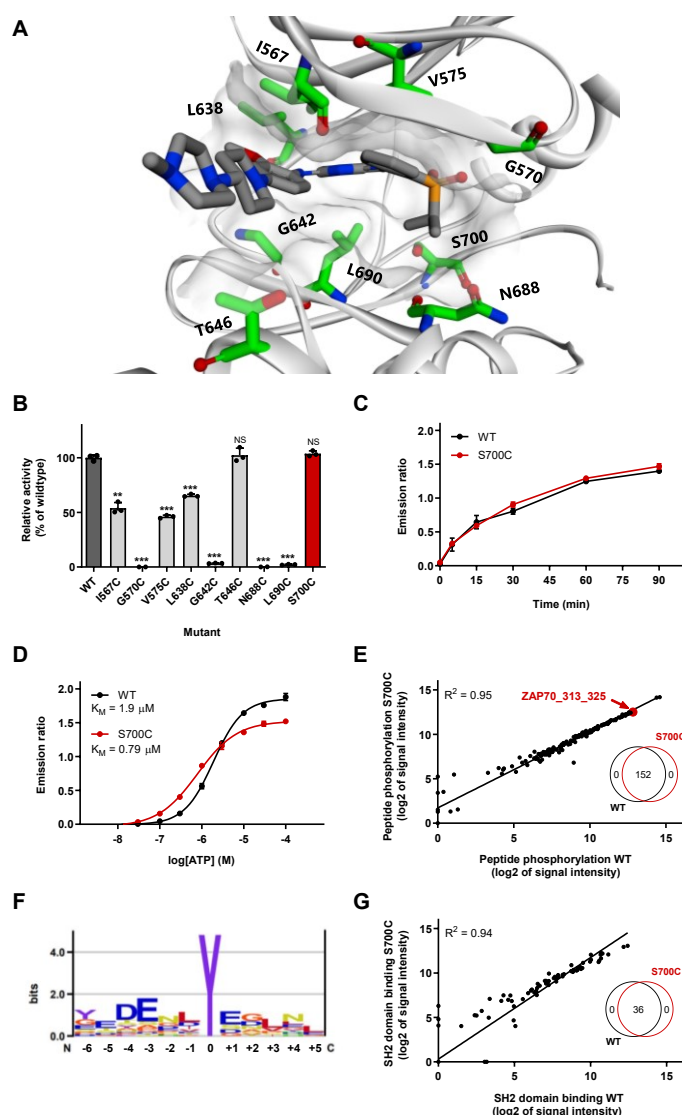 A
I567
V575
L638
G570
G642
S700
L690
N688
T646
B
Relative activity
(% of wildtype)
100
50
0
** *** *** *** *** NS *** *** NS
WT I567C G570C V575C L638C G642C T646C N688C L690C S700C
Mutant
C
Emission ratio
2.0
1.5
1.0
0.5
0.0
WT
S700C
0 15 30 45 60 75 90
Time (min)
D
Emission ratio
2.0
1.5
1.0
0.5
0.0
WT
K_M = 1.9 μM
S700C
K_M = 0.79 μM
-8 -7 -6 -5 -4
log[ATP] (M)
E
Peptide phosphorylation S700C
(log2 of signal intensity)
15
10
5
0
R² = 0.95
ZAP70_313_325
S700C
0 152 0
WT
0 5 10 15
Peptide phosphorylation WT
(log2 of signal intensity)
F
bits
4.0
2.0
0.0
Y E D E N L Y E G L N L
N -6 -5 -4 -3 -2 -1 0 +1 +2 +3 +4 +5 C
G
SH2 domain binding S700C
(log2 of signal intensity)
15
10
5
0
R² = 0.94
S700C
0 36 0
WT
0 5 10 15
SH2 domain binding WT
(log2 of signal intensity)